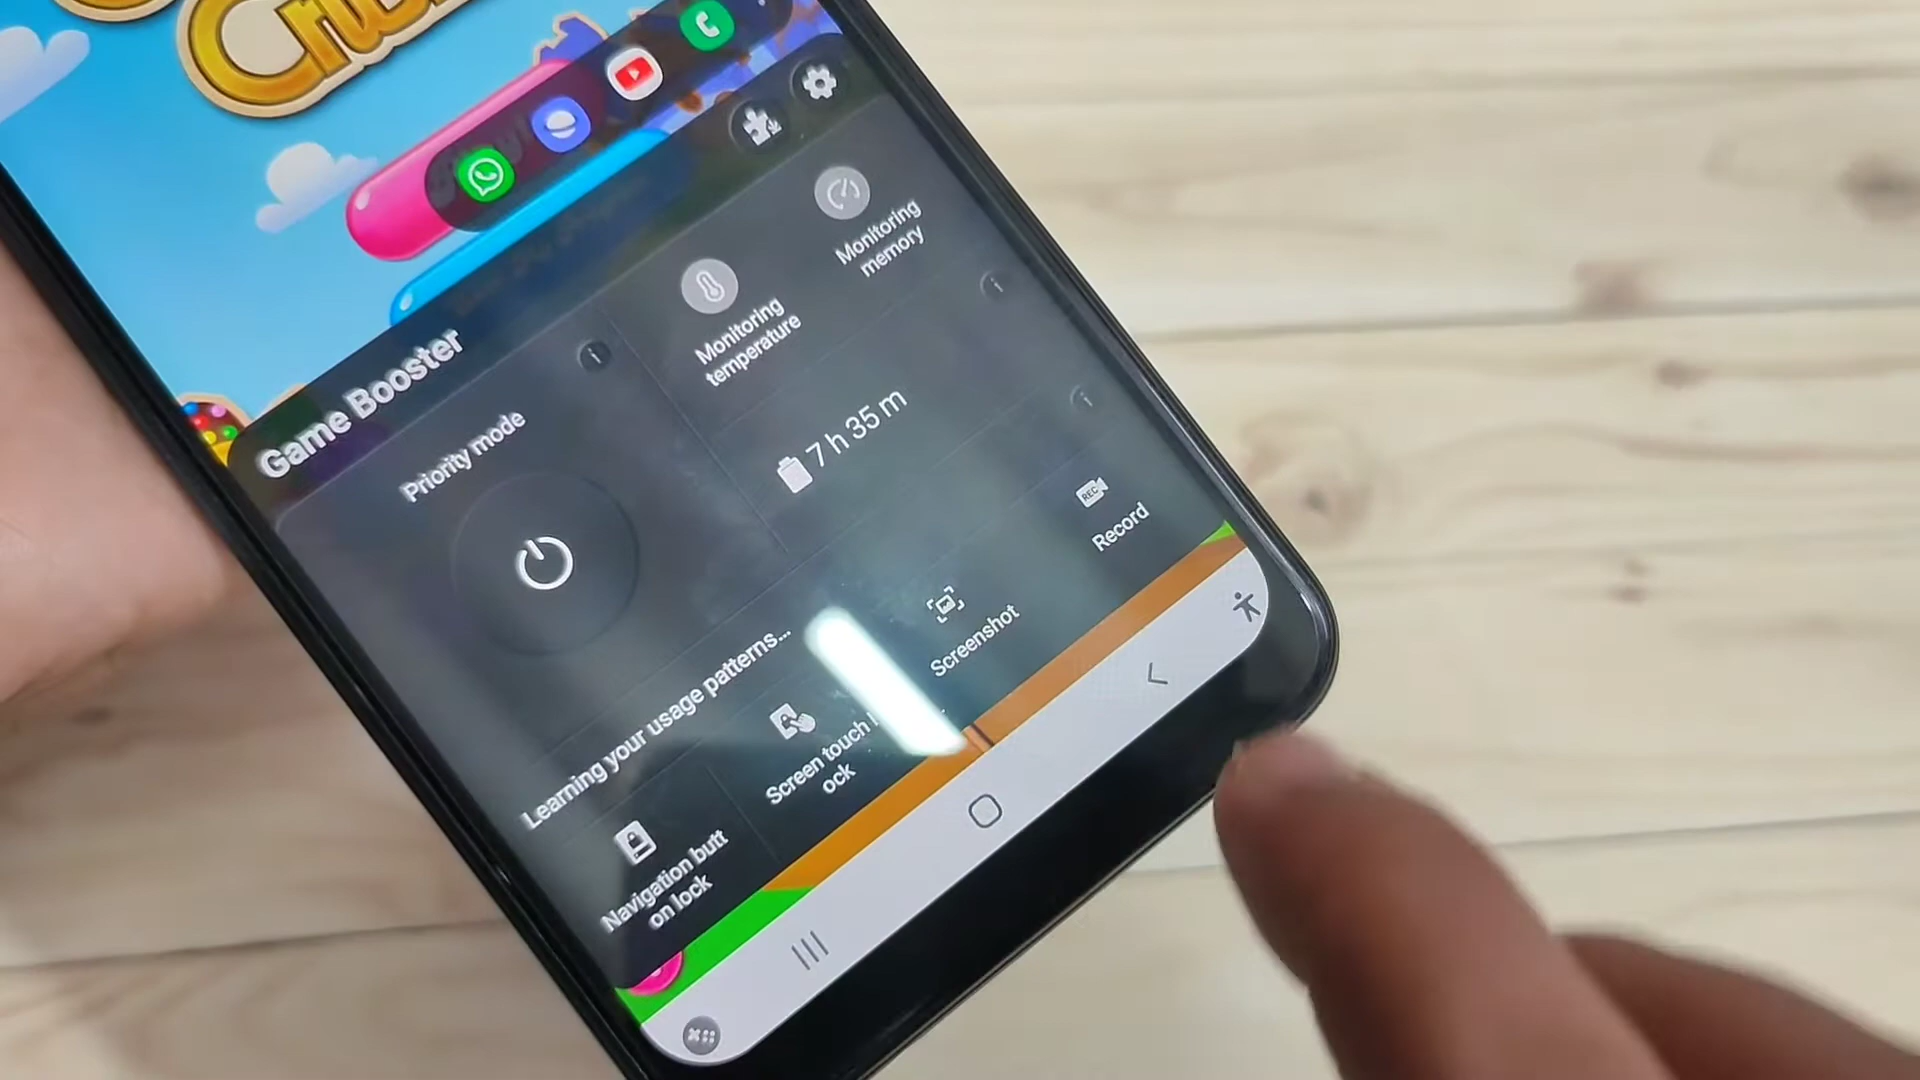 Game Booster
Priority mode
Monitoring
temperature
Monitoring
memory
7 h 35 m
Learning your usage patterns...
Navigation butt
on lock
Screen touch l
ock
Screenshot
REC
Record